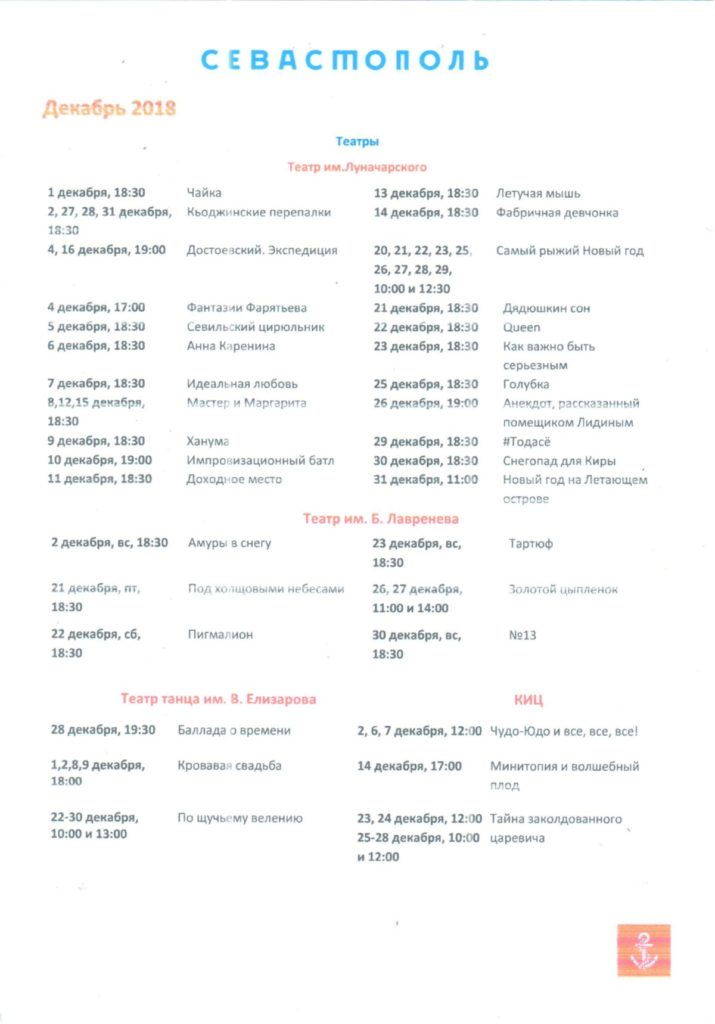 СЕВАСТОПОЛЬ
Декабрь 2018
Театры
Театр им.Луначарского
1 декабря, 18:30 Чайка 13 декабря, 18:30 Летучая мышь
2, 27, 28, 31 декабря, Кьоджинские перепалки 14 декабря, 18:30 Фабричная девчонка
18:30
4, 16 декабря, 19:00 Достоевский. Экспедиция 20, 21, 22, 23, 25, Самый рыжий Новый год
26, 27, 28, 29,
10:00 и 12:30
4 декабря, 17:00 Фантазии Фарятьева 21 декабря, 18:30 Дядюшкин сон
5 декабря, 18:30 Севильский цирюльник 22 декабря, 18:30 Queen
6 декабря, 18:30 Анна Каренина 23 декабря, 18:30 Как важно быть
серьезным
7 декабря, 18:30 Идеальная любовь 25 декабря, 18:30 Голубка
8,12,15 декабря, Мастер и Маргарита 26 декабря, 19:00 Анекдот, рассказанный
18:30 помещиком Лидиным
9 декабря, 18:30 Ханума 29 декабря, 18:30 #Тодасё
10 декабря, 19:00 Импровизационный батл 30 декабря, 18:30 Снегопад для Киры
11 декабря, 18:30 Доходное место 31 декабря, 11:00 Новый год на Летающем
острове
Театр им. Б. Лавренева
2 декабря, вс, 18:30 Амуры в снегу 23 декабря, вс, Тартюф
18:30
21 декабря, пт, Под холщовыми небесами 26, 27 декабря, Золотой цыпленок
18:30 11:00 и 14:00
22 декабря, сб, Пигмалион 30 декабря, вс, №13
18:30 18:30
Театр танца им. В. Елизарова КИЦ
28 декабря, 19:30 Баллада о времени 2, 6, 7 декабря, 12:00 Чудо-Юдо и все, все, все!
1,2,8,9 декабря, Кровавая свадьба 14 декабря, 17:00 Минитопия и волшебный
18:00 плод
22-30 декабря, По щучьему велению 23, 24 декабря, 12:00 Тайна заколдованного
10:00 и 13:00 25-28 декабря, 10:00 царевича
и 12:00